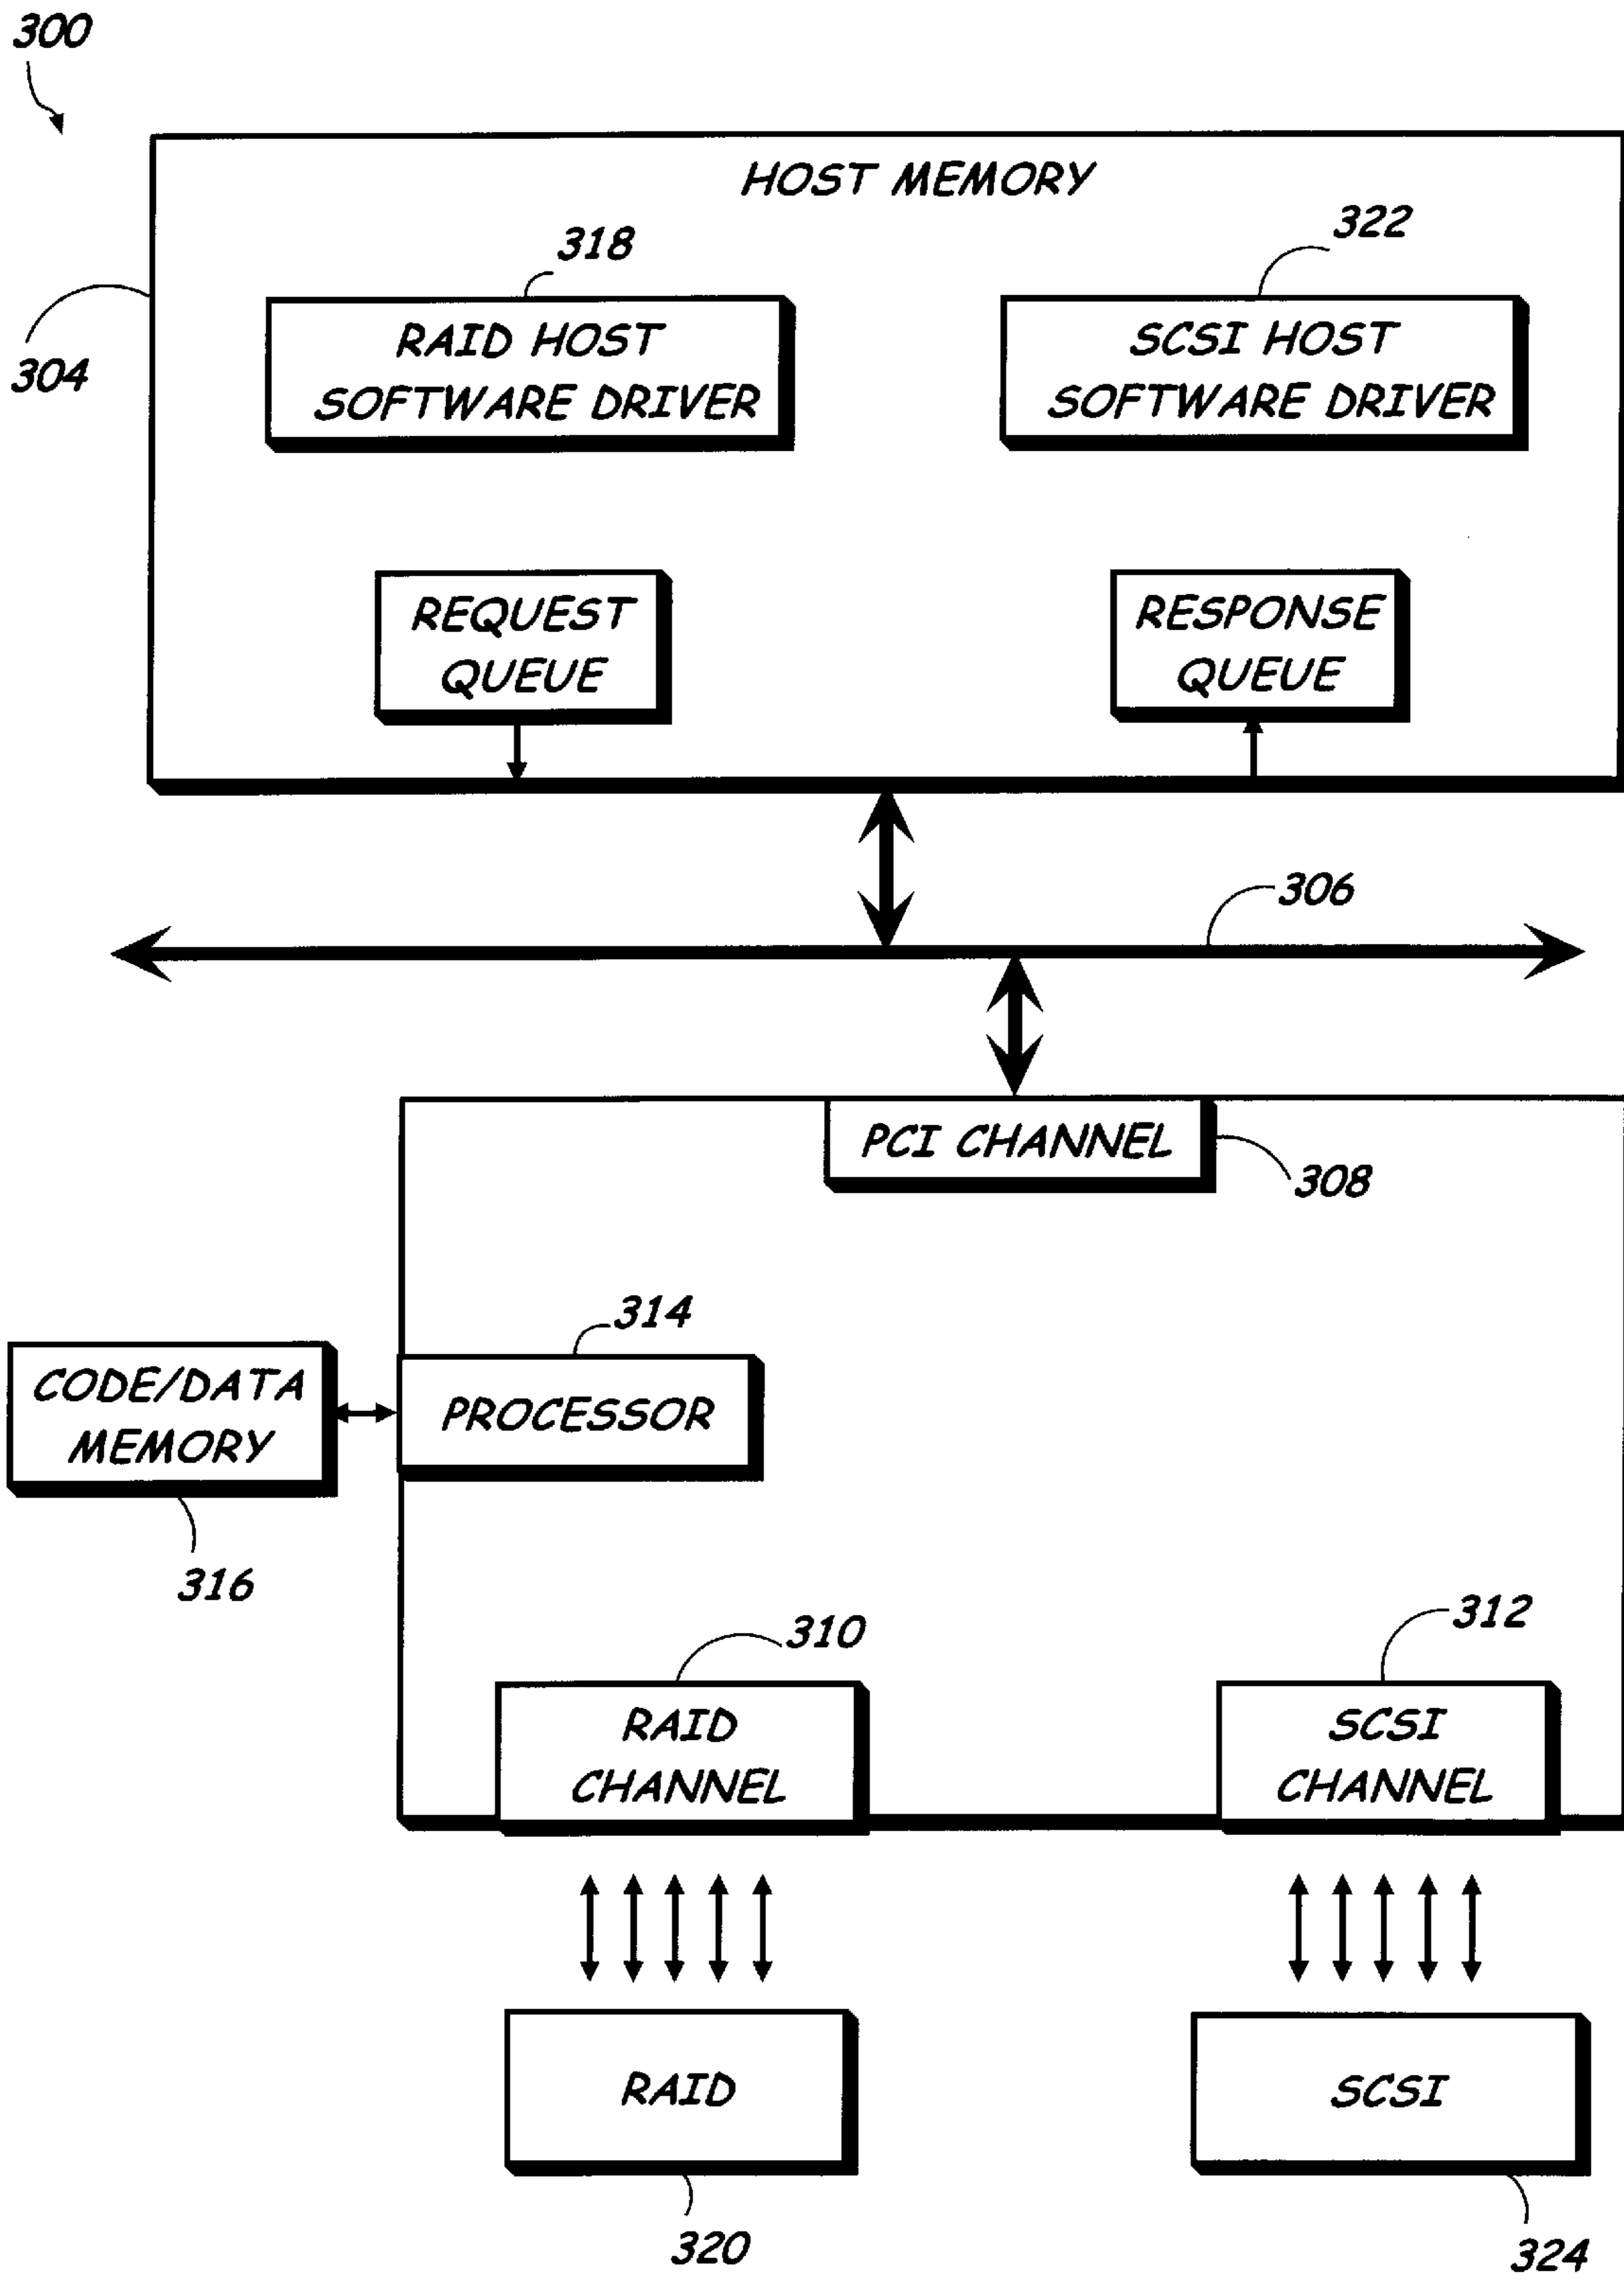 300
HOST MEMORY
318
322
304
RAID HOST
SOFTWARE DRIVER
SCSI HOST
SOFTWARE DRIVER
REQUEST
QUEUE
RESPONSE
QUEUE
306
PCI CHANNEL
308
314
CODE/DATA
MEMORY
PROCESSOR
316
310
312
RAID
CHANNEL
SCSI
CHANNEL
RAID
SCSI
320
324